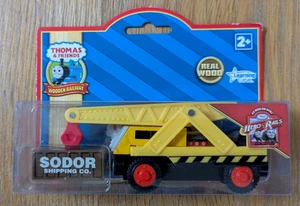 THOMAS
& FRIENDS
WOODEN RAILWAY
REAL
WOOD
2+
SODOR
SHIPPING CO.